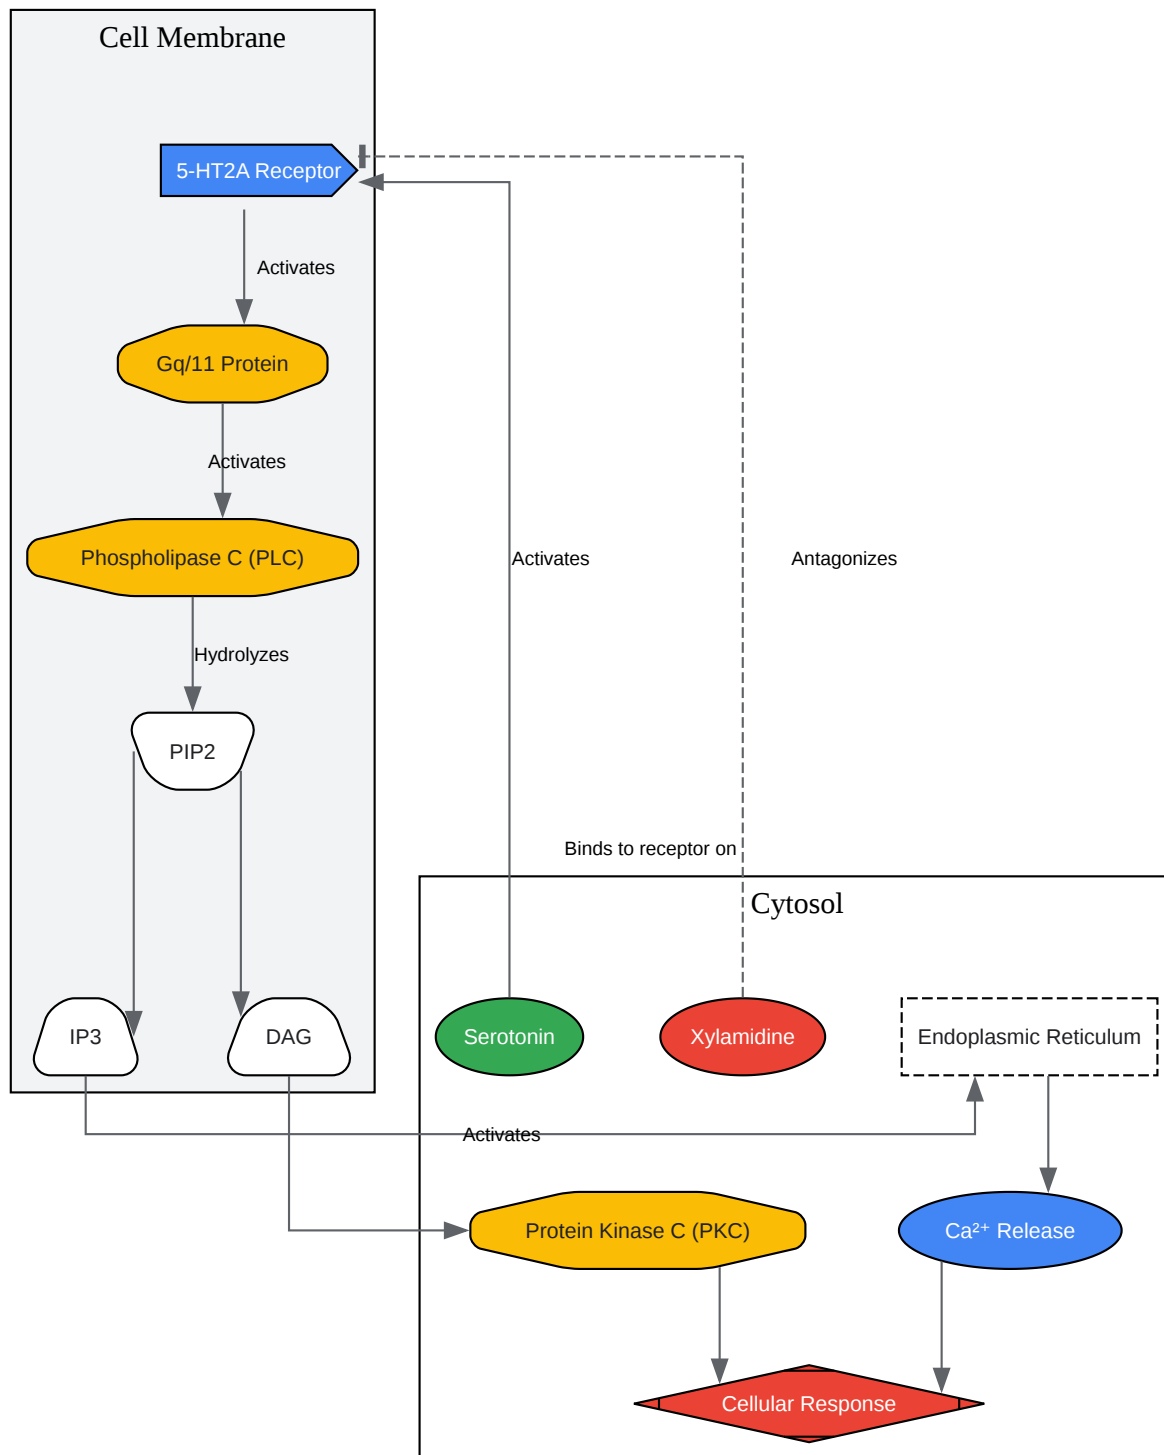 Cell Membrane
5-HT2A Receptor
Activates
Gq/11 Protein
Activates
Phospholipase C (PLC)
Activates
Antagonizes
Hydrolyzes
PIP2
Binds to receptor on
Cytosol
IP3
DAG
Serotonin
Xylamidine
Endoplasmic Reticulum
Activates
Protein Kinase C (PKC)
Ca²⁺ Release
Cellular Response